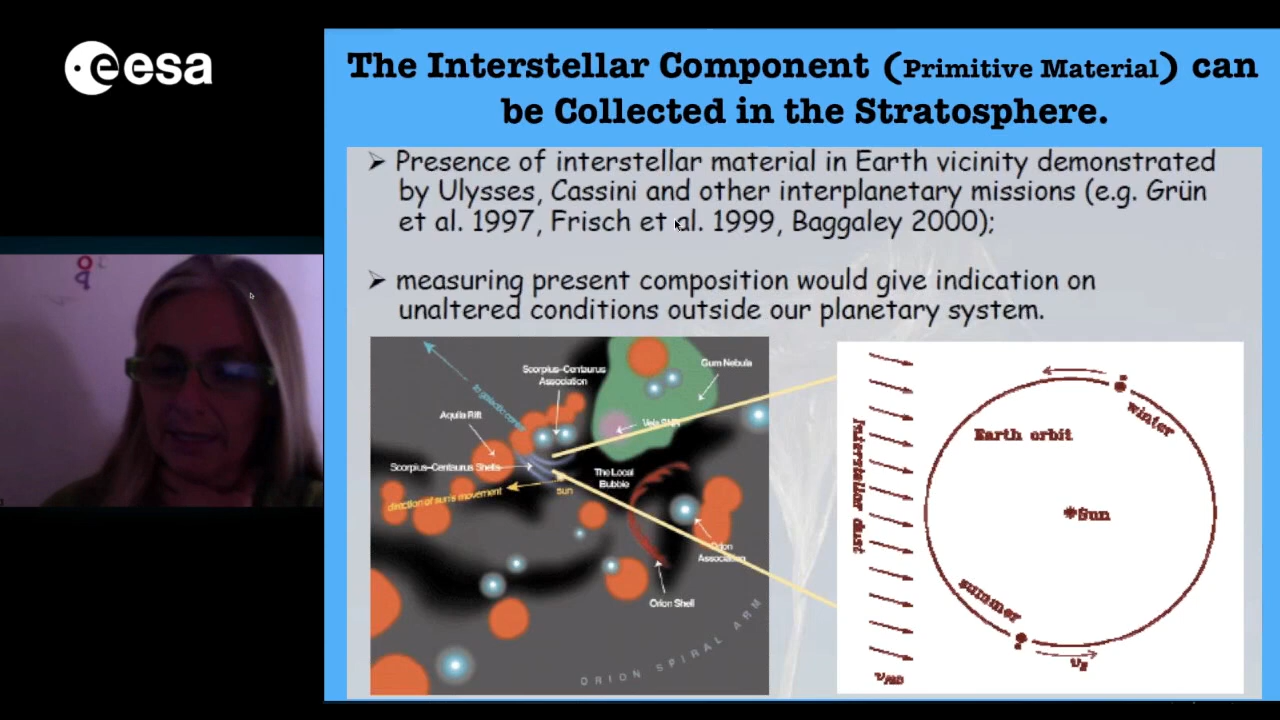 esa
The Interstellar Component (Primitive Material) can
be Collected in the Stratosphere.
➢ Presence of interstellar material in Earth vicinity demonstrated
by Ulysses, Cassini and other interplanetary missions (e.g. Grün
et al. 1997, Frisch et al. 1999, Baggaley 2000);
➢ measuring present composition would give indication on
unaltered conditions outside our planetary system.
to galactic center
Scorpius-Centaurus
Association
Gum Nebula
Aquila Rift
Vela SNR
Scorpius-Centaurus Shells
The Local
Bubble
direction of sun's movement
sun
Orion
Association
Orion Shell
ORION SPIRAL ARM
Interstellar dust
Earth orbit
winter
Sun
summer